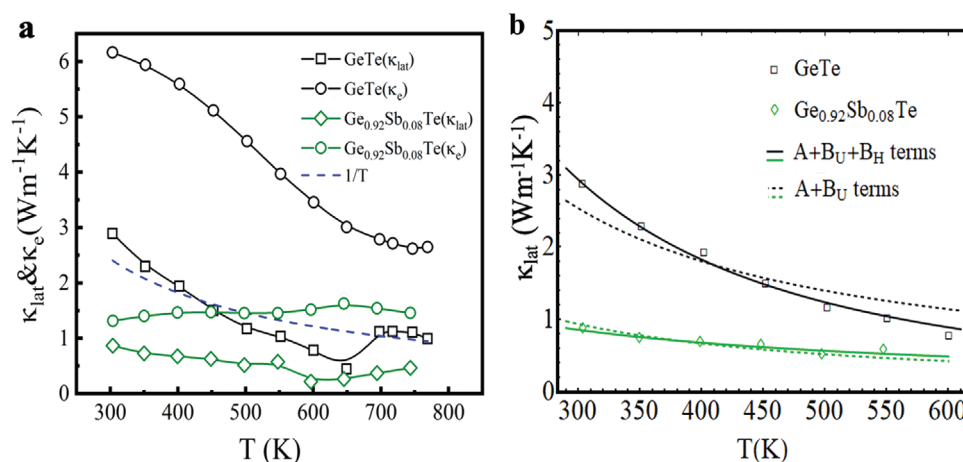 a
κlat&κe(Wm-1K-1)
6
5
4
3
2
1
0
300 400 500 600 700 800
T (K)
GeTe(κlat)
GeTe(κe)
Ge0.92Sb0.08Te(κlat)
Ge0.92Sb0.08Te(κe)
1/T
b
κlat (Wm-1K-1)
5
4
3
2
1
0
300 350 400 450 500 550 600
T(K)
GeTe
Ge0.92Sb0.08Te
A+BU+BH terms
A+BU terms